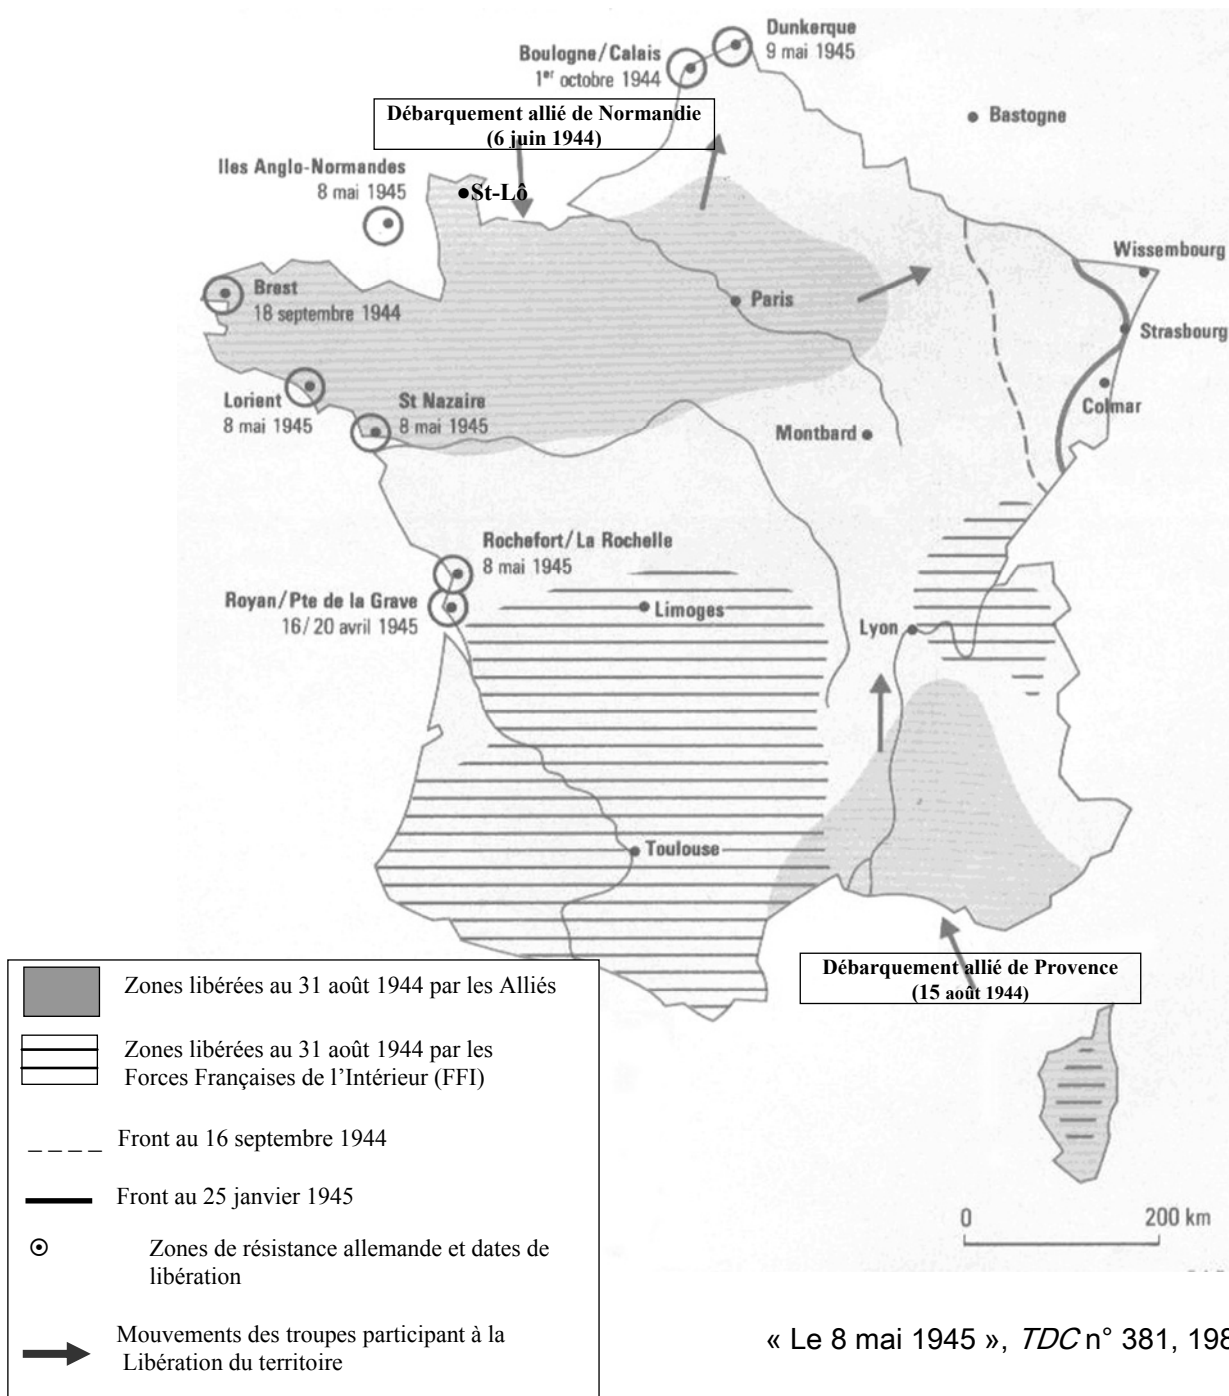 Dunkerque
9 mai 1945
Boulogne/Calais
1er octobre 1944
Débarquement allié de Normandie
(6 juin 1944)
Bastogne
Iles Anglo-Normandes
8 mai 1945
St-Lô
Wissembourg
Brest
18 septembre 1944
Paris
Strasbourg
Lorient
8 mai 1945
St Nazaire
8 mai 1945
Colmar
Montbard
Rochefort/La Rochelle
8 mai 1945
Royan/Pte de la Grave
16/20 avril 1945
Limoges
Lyon
Toulouse
Débarquement allié de Provence
(15 août 1944)
Zones libérées au 31 août 1944 par les Alliés
Zones libérées au 31 août 1944 par les
Forces Françaises de l'Intérieur (FFI)
Front au 16 septembre 1944
Front au 25 janvier 1945
Zones de résistance allemande et dates de
libération
Mouvements des troupes participant à la
Libération du territoire
0 200 km
« Le 8 mai 1945 », TDC n° 381, 198